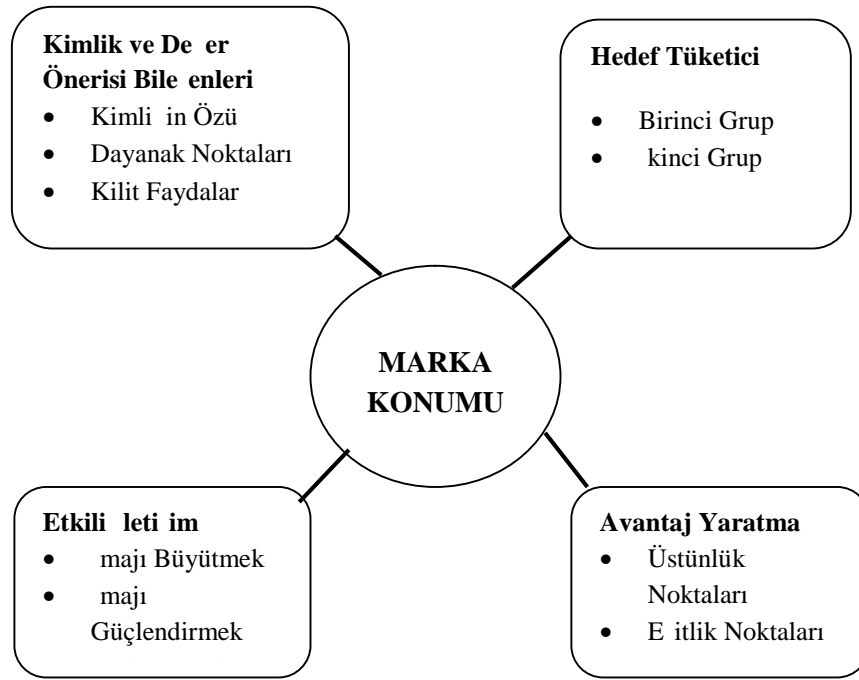 Kimlik ve De er
Önerisi Bile enleri
• Kimli in Özü
• Dayanak Noktaları
• Kilit Faydalar
Hedef Tüketici
• Birinci Grup
• kinci Grup
MARKA
KONUMU
Etkili leti im
• majı Büyütmek
• majı
Güçlendirmek
Avantaj Yaratma
• Üstünlük
Noktaları
• E itlik Noktaları